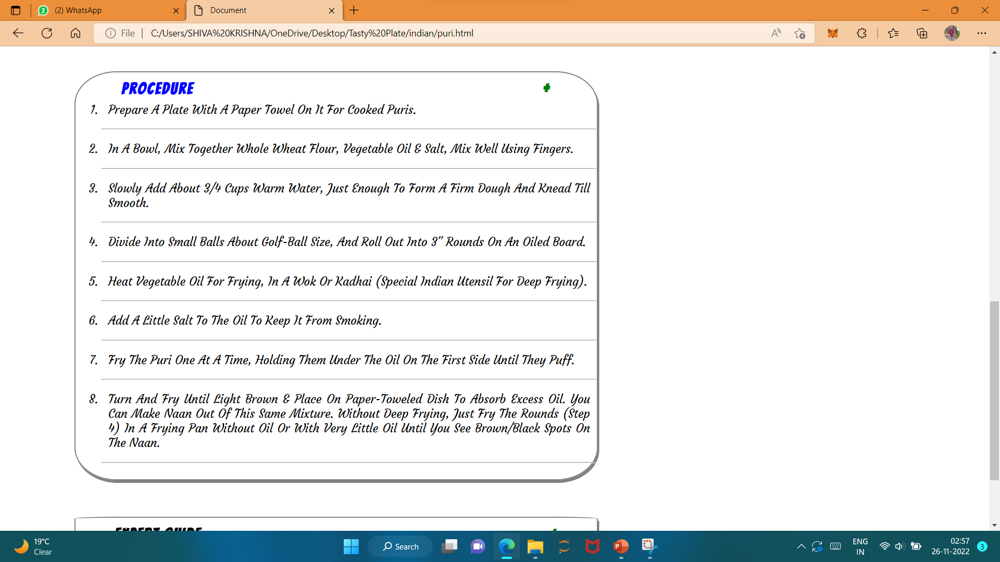 (2) WhatsApp
Document
File
C:/Users/SHIVA%20KRISHNA/OneDrive/Desktop/Tasty%20Plate/indian/puri.html
PROCEDURE +
1. Prepare A Plate With A Paper Towel On It For Cooked Puris.
2. In A Bowl, Mix Together Whole Wheat Flour, Vegetable Oil & Salt, Mix Well Using Fingers.
3. Slowly Add About 3/4 Cups Warm Water, Just Enough To Form A Firm Dough And Knead Till
Smooth.
4. Divide Into Small Balls About Golf-Ball Size, And Roll Out Into 3" Rounds On An Oiled Board.
5. Heat Vegetable Oil For Frying, In A Wok Or Kadhai (Special Indian Utensil For Deep Frying).
6. Add A Little Salt To The Oil To Keep It From Smoking.
7. Fry The Puri One At A Time, Holding Them Under The Oil On The First Side Until They Puff.
8. Turn And Fry Until Light Brown & Place On Paper-Toweled Dish To Absorb Excess Oil. You
Can Make Naan Out Of This Same Mixture. Without Deep Frying, Just Fry The Rounds (Step
4) In A Frying Pan Without Oil Or With Very Little Oil Until You See Brown/Black Spots On
The Naan.
EXPERT GUIDE
19°C
Clear
Search
ENG
IN
02:57
26-11-2022
3